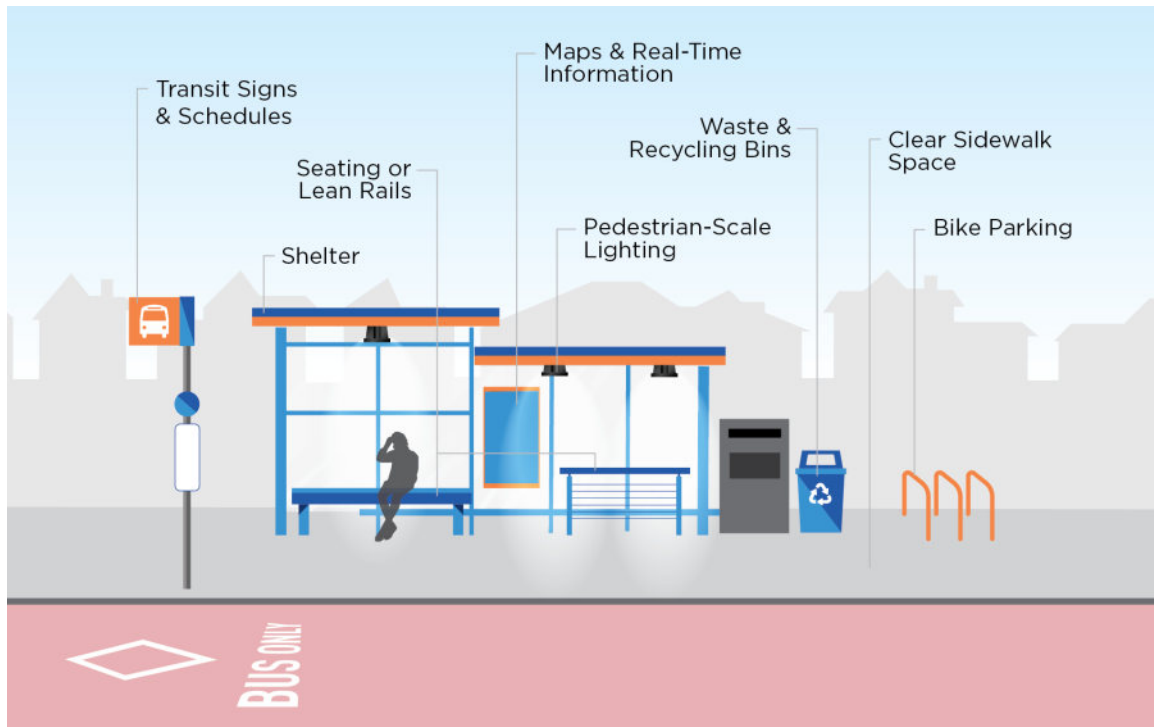 Transit Signs
& Schedules
Maps & Real-Time
Information
Seating or
Lean Rails
Waste &
Recycling Bins
Clear Sidewalk
Space
Shelter
Pedestrian-Scale
Lighting
Bike Parking
BUS ONLY